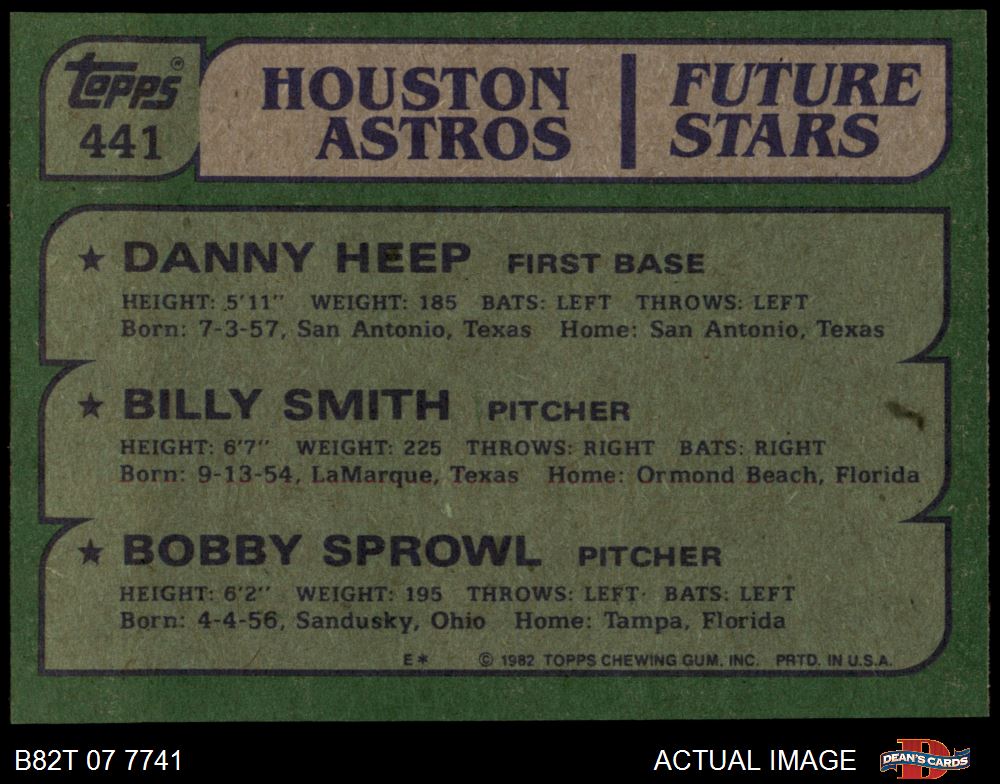 Topps®
441
HOUSTON
ASTROS
FUTURE
STARS
★ DANNY HEEP FIRST BASE
HEIGHT: 5'11" WEIGHT: 185 BATS: LEFT THROWS: LEFT
Born: 7-3-57, San Antonio, Texas Home: San Antonio, Texas
★ BILLY SMITH PITCHER
HEIGHT: 6'7" WEIGHT: 225 THROWS: RIGHT BATS: RIGHT
Born: 9-13-54, LaMarque, Texas Home: Ormond Beach, Florida
★ BOBBY SPROWL PITCHER
HEIGHT: 6'2" WEIGHT: 195 THROWS: LEFT BATS: LEFT
Born: 4-4-56, Sandusky, Ohio Home: Tampa, Florida
E* © 1982 TOPPS CHEWING GUM, INC. PRTD. IN U.S.A.
B82T 07 7741
ACTUAL IMAGE
D
DEAN'S CARDS